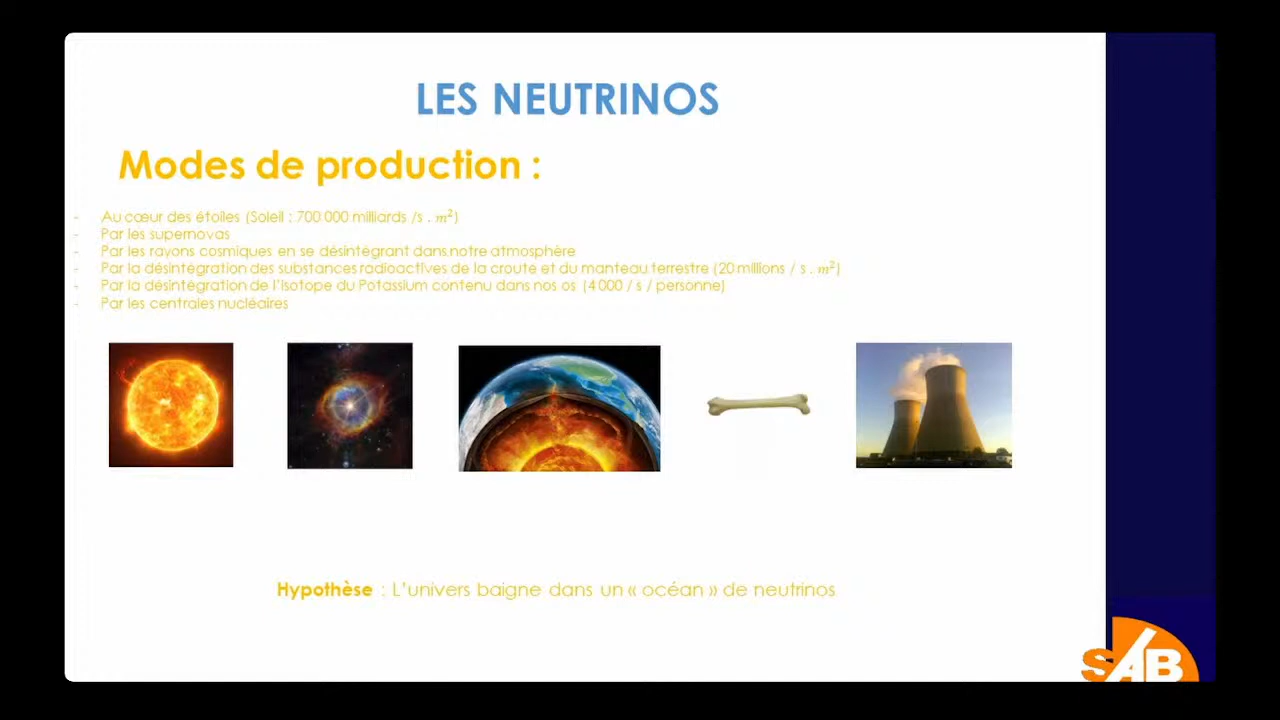 LES NEUTRINOS
Modes de production :
- Au cœur des étoiles (Soleil : 700 000 milliards /s . m²)
- Par les supernovas
- Par les rayons cosmiques en se désintégrant dans notre atmosphère
- Par la désintégration des substances radioactives de la croute et du manteau terrestre (20 millions / s . m²)
- Par la désintégration de l'isotope du Potassium contenu dans nos os (4 000 / s / personne)
- Par les centrales nucléaires
Hypothèse : L'univers baigne dans un « océan » de neutrinos
SAB